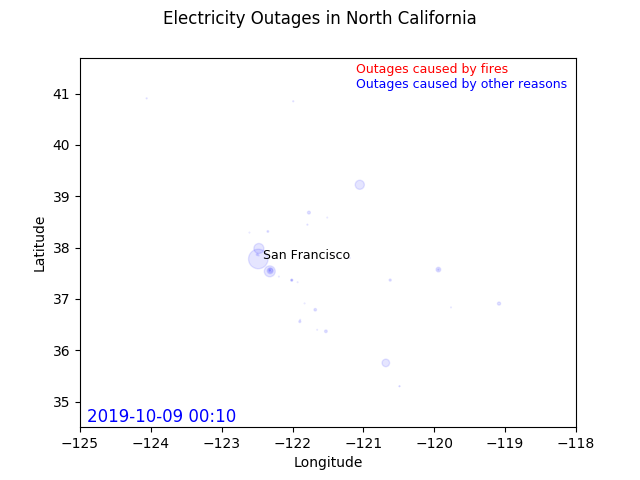 Electricity Outages in North California
Outages caused by fires
Outages caused by other reasons
41
40
39
38
37
36
35
Latitude
San Francisco
2019-10-09 00:10
−125
−124
−123
−122
−121
−120
−119
−118
Longitude